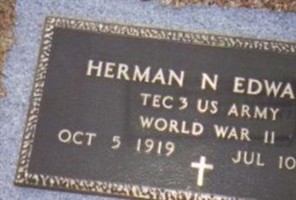 HERMAN N EDWA
TEC 3 US ARMY
WORLD WAR II
OCT 5 1919 JUL 10